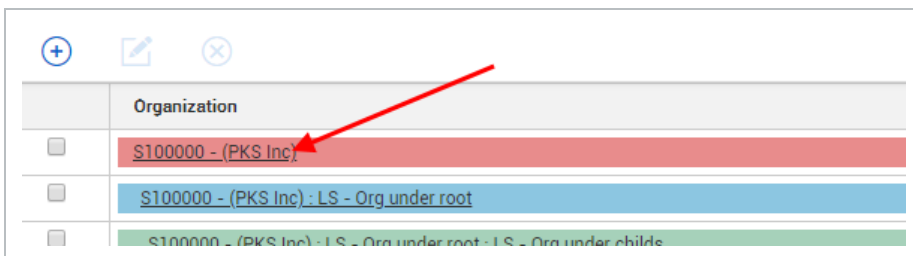 Organization
S100000 - (PKS Inc)
S100000 - (PKS Inc) : LS - Org under root
S100000 - (PKS Inc) : LS - Org under root : LS - Org under childs